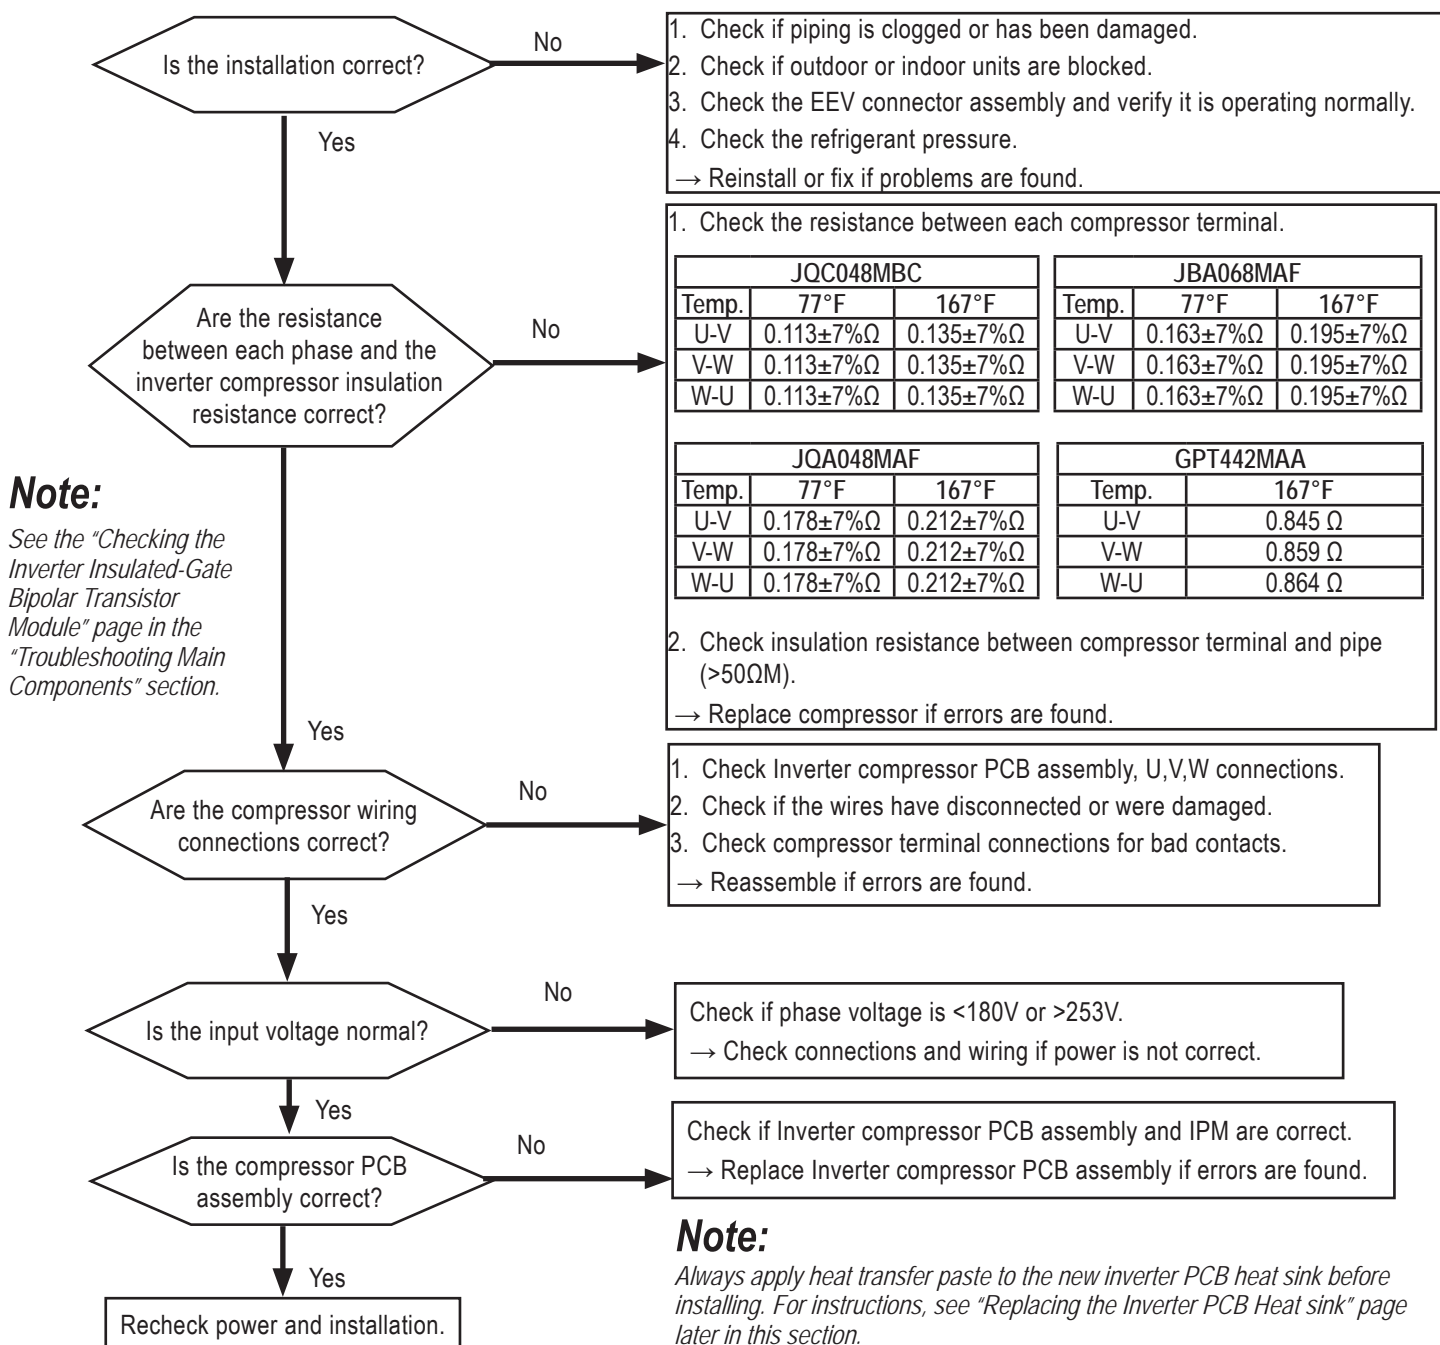 Is the installation correct?
No
1. Check if piping is clogged or has been damaged.
2. Check if outdoor or indoor units are blocked.
3. Check the EEV connector assembly and verify it is operating normally.
4. Check the refrigerant pressure.
→ Reinstall or fix if problems are found.
Yes
Are the resistance
between each phase and the
inverter compressor insulation
resistance correct?
No
1. Check the resistance between each compressor terminal.
JQC048MBC
Temp. 77°F 167°F
U-V 0.113±7%Ω 0.135±7%Ω
V-W 0.113±7%Ω 0.135±7%Ω
W-U 0.113±7%Ω 0.135±7%Ω
JBA068MAF
Temp. 77°F 167°F
U-V 0.163±7%Ω 0.195±7%Ω
V-W 0.163±7%Ω 0.195±7%Ω
W-U 0.163±7%Ω 0.195±7%Ω
JQA048MAF
Temp. 77°F 167°F
U-V 0.178±7%Ω 0.212±7%Ω
V-W 0.178±7%Ω 0.212±7%Ω
W-U 0.178±7%Ω 0.212±7%Ω
GPT442MAA
Temp. 167°F
U-V 0.845 Ω
V-W 0.859 Ω
W-U 0.864 Ω
2. Check insulation resistance between compressor terminal and pipe
(>50ΩM).
→ Replace compressor if errors are found.
Note:
See the "Checking the
Inverter Insulated-Gate
Bipolar Transistor
Module" page in the
"Troubleshooting Main
Components" section.
Yes
Are the compressor wiring
connections correct?
No
1. Check Inverter compressor PCB assembly, U,V,W connections.
2. Check if the wires have disconnected or were damaged.
3. Check compressor terminal connections for bad contacts.
→ Reassemble if errors are found.
Yes
Is the input voltage normal?
No
Check if phase voltage is <180V or >253V.
→ Check connections and wiring if power is not correct.
Yes
Is the compressor PCB
assembly correct?
No
Check if Inverter compressor PCB assembly and IPM are correct.
→ Replace Inverter compressor PCB assembly if errors are found.
Yes
Recheck power and installation.
Note:
Always apply heat transfer paste to the new inverter PCB heat sink before
installing. For instructions, see "Replacing the Inverter PCB Heat sink" page
later in this section.